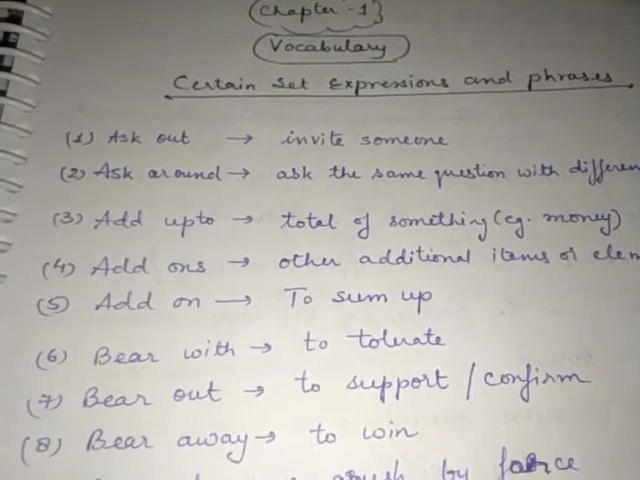 Chapter - 1
Vocabulary
Certain Set Expressions and phrases
(1) Ask out → invite someone
(2) Ask around → ask the same question with differen
(3) Add upto → total of something (eg. money)
(4) Add ons → other additional items or elem
(5) Add on → To sum up
(6) Bear with → to tolerate
(7) Bear out → to support / confirm
(8) Bear away → to win
by force